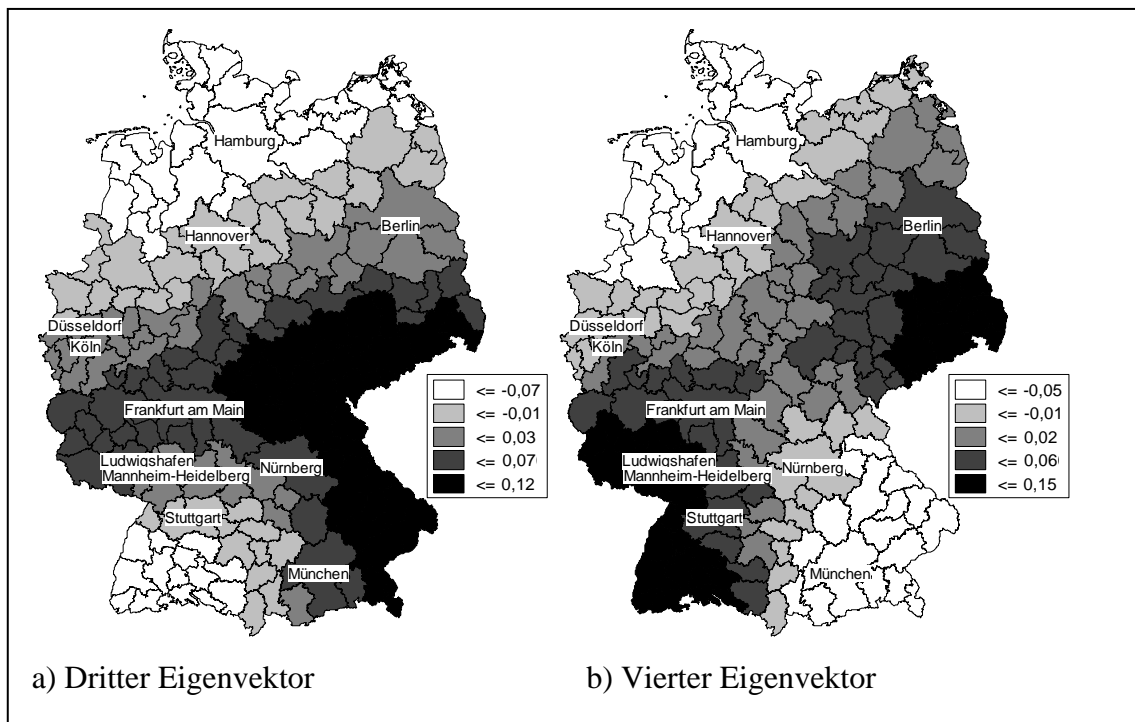 Hamburg
Hannover
Berlin
Düsseldorf
Köln
Frankfurt am Main
Ludwigshafen
Mannheim-Heidelberg
Nürnberg
Stuttgart
München
<= -0,07
<= -0,01
<= 0,03
<= 0,07
<= 0,12
Hamburg
Hannover
Berlin
Düsseldorf
Köln
Frankfurt am Main
Ludwigshafen
Mannheim-Heidelberg
Nürnberg
Stuttgart
München
<= -0,05
<= -0,01
<= 0,02
<= 0,06
<= 0,15
a) Dritter Eigenvektor
b) Vierter Eigenvektor